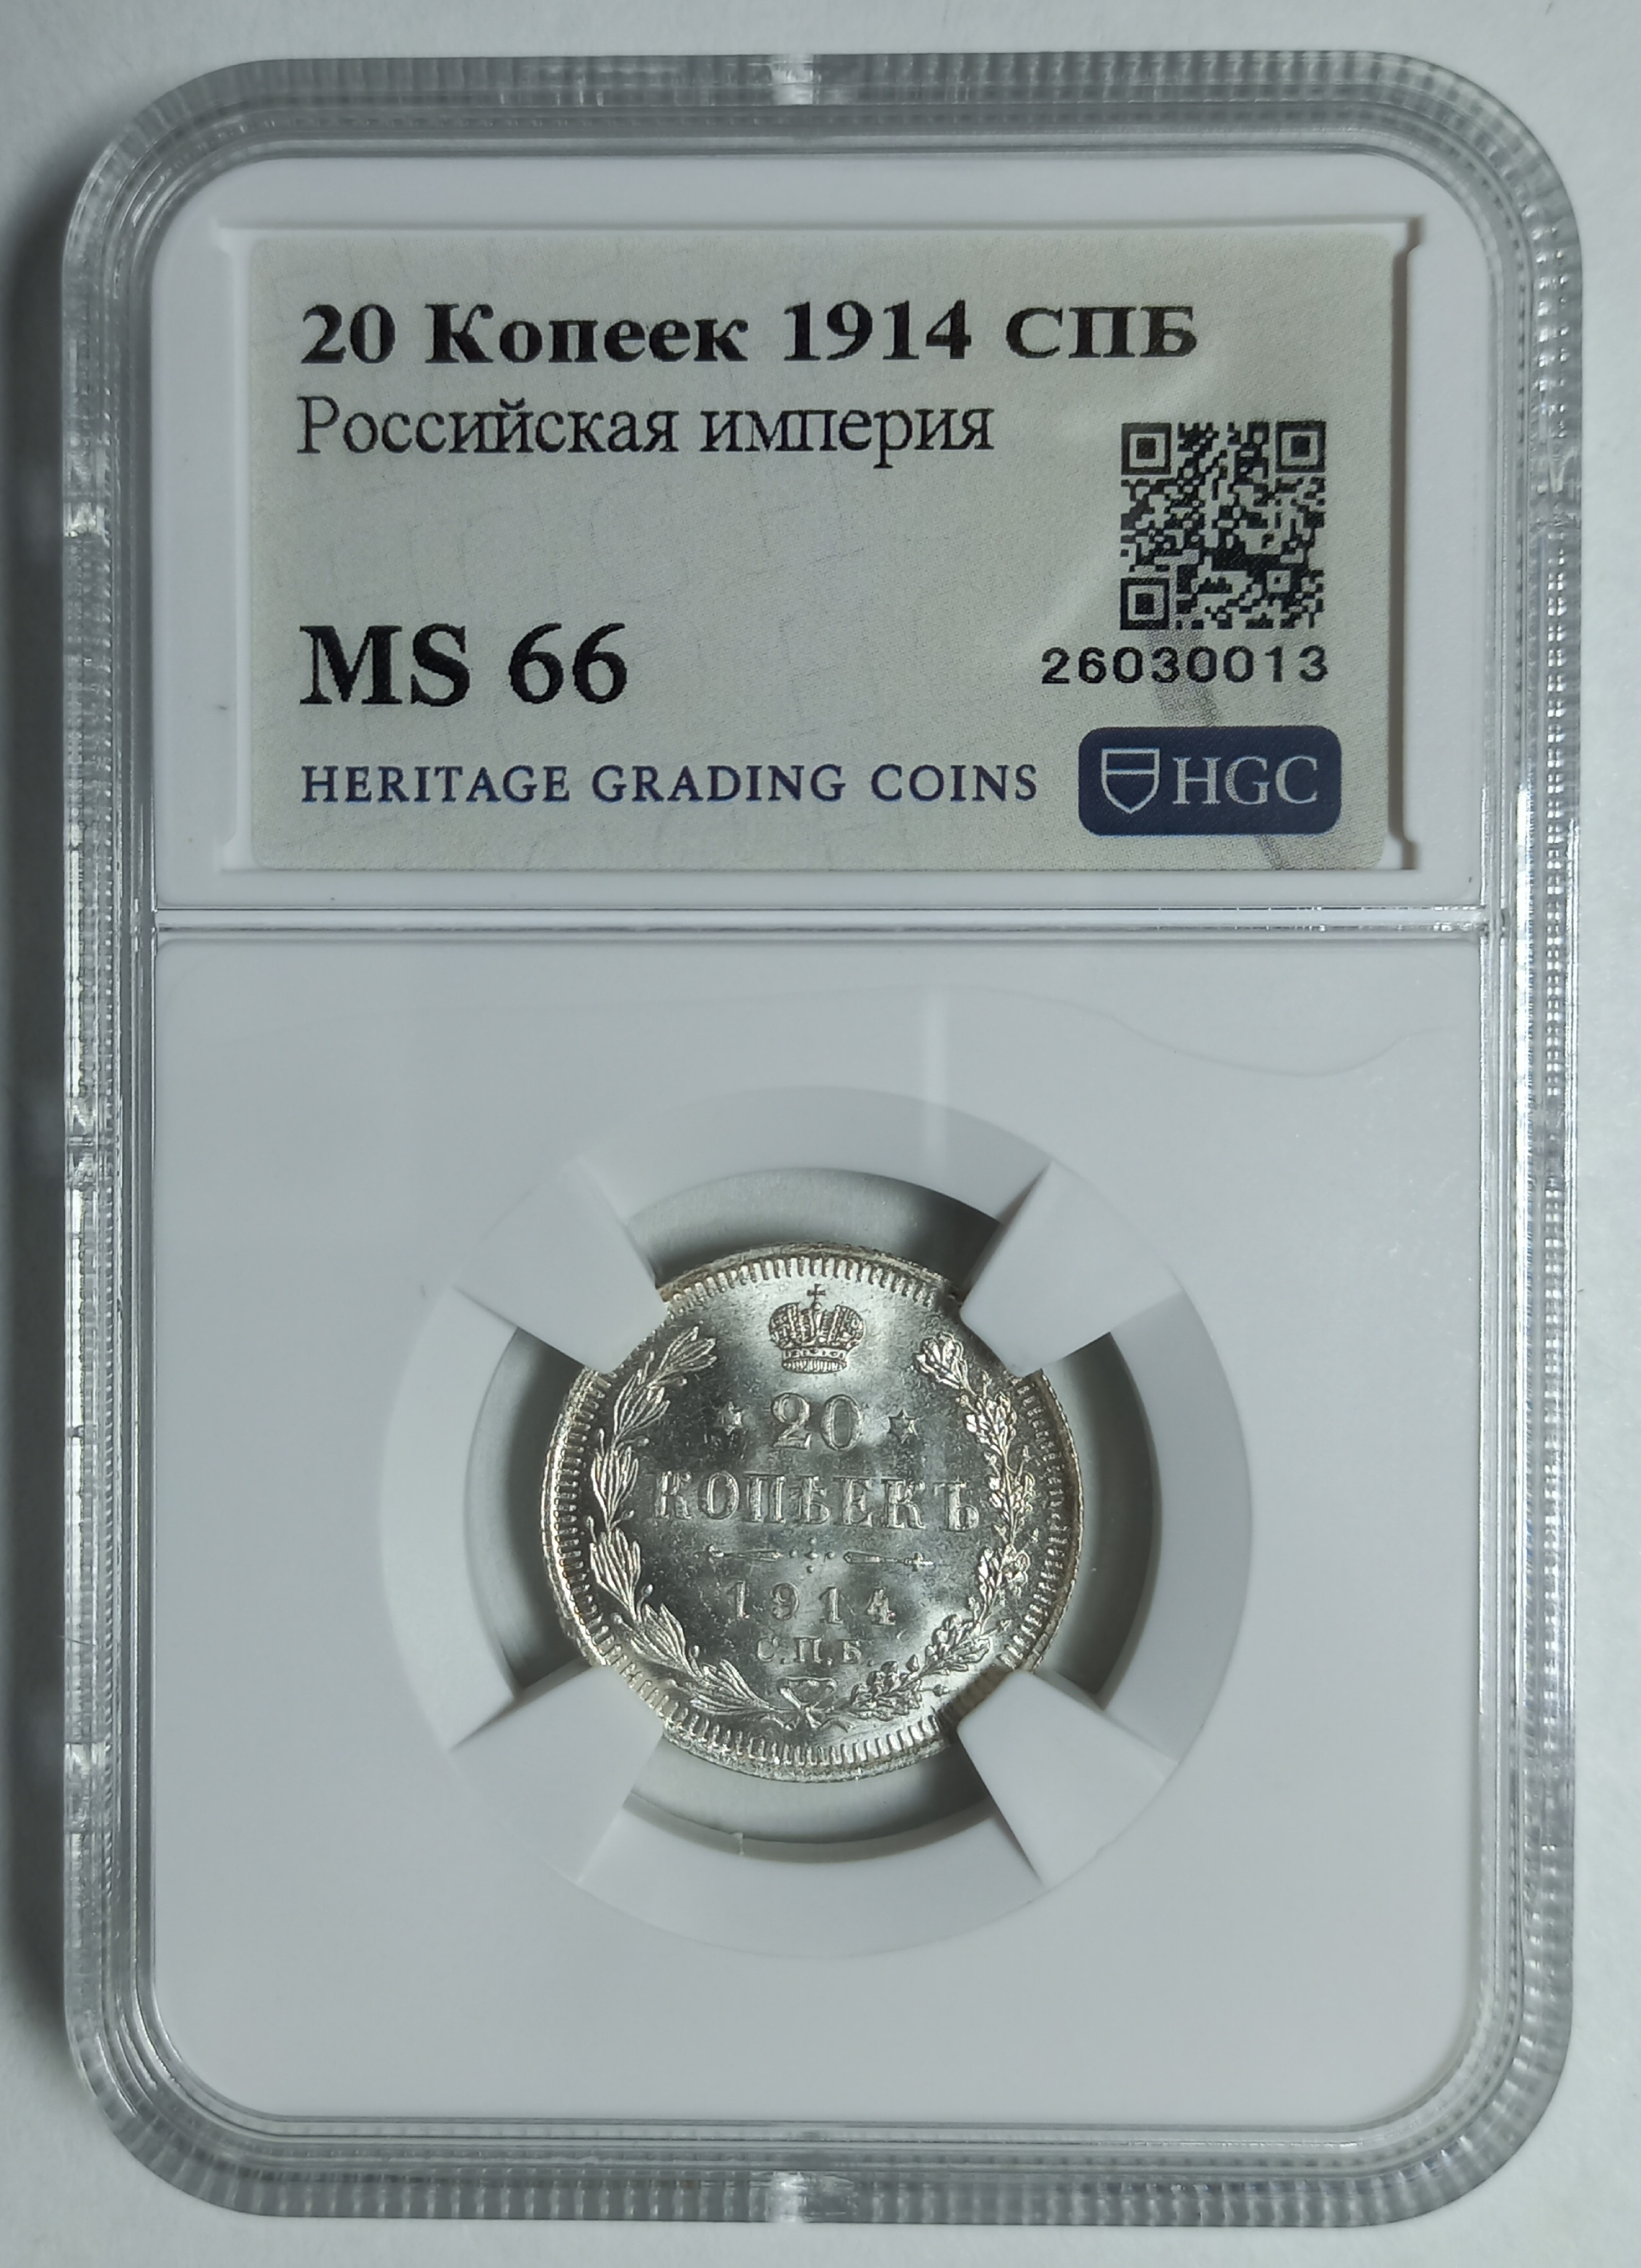 20 Копеек 1914 СПБ
Российская империя
MS 66
26030013
HERITAGE GRADING COINS
HGC
20
КОПѢЕКЪ
1914
С.П.Б.